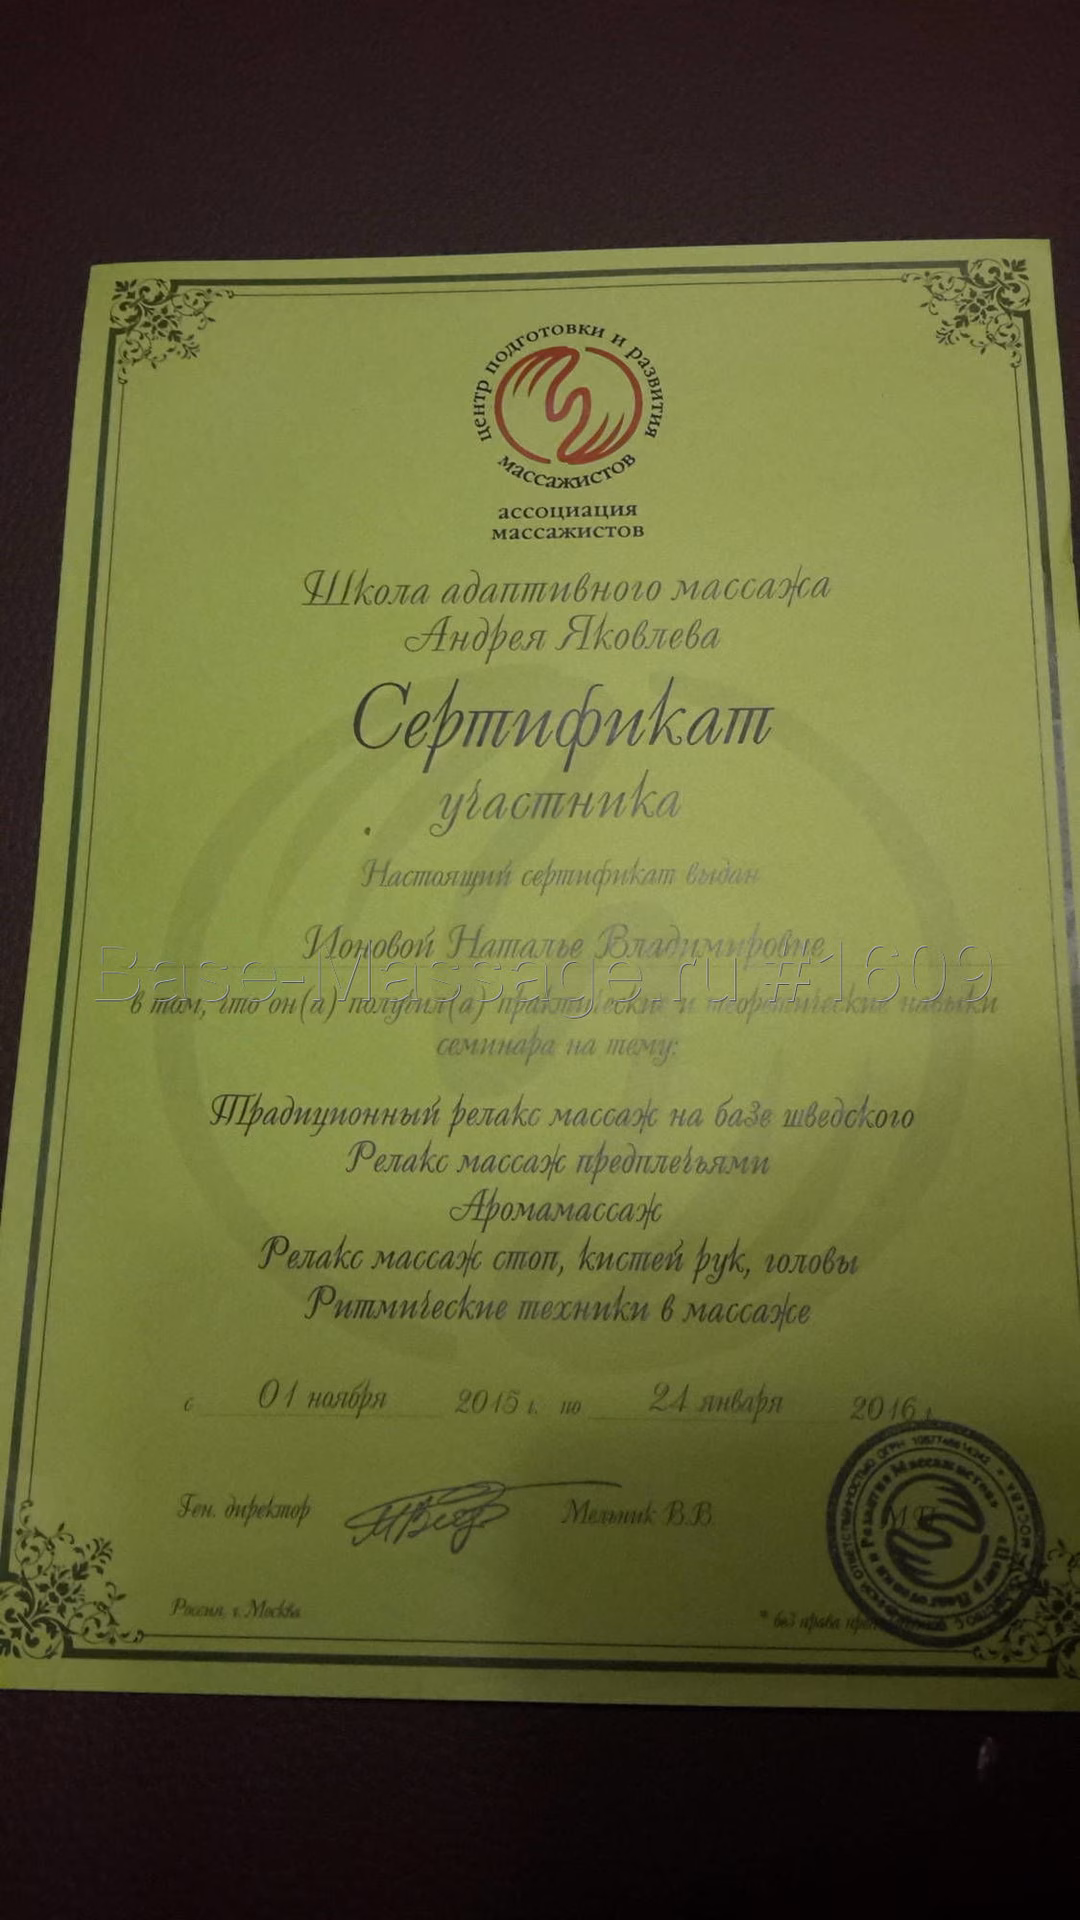 центр подготовки и развития
массажистов
ассоциация
массажистов
Школа адаптивного массажа
Андрея Яковлева
Сертификат
участника
Настоящий сертификат выдан
Ионовой Наталье Владимировне
Base-Massage.ru #1609
в том, что он(а) получил(а) практические и теоретические навыки
семинара на тему:
Традиционный релакс массаж на базе шведского
Релакс массаж предплечьями
Аромамассаж
Релакс массаж стоп, кистей рук, головы
Ритмические техники в массаже
с 01 ноября 2015 г. по 24 января 2016 г.
Ген. директор Мельник В.В.
М.П.
Россия, г. Москва
* без права